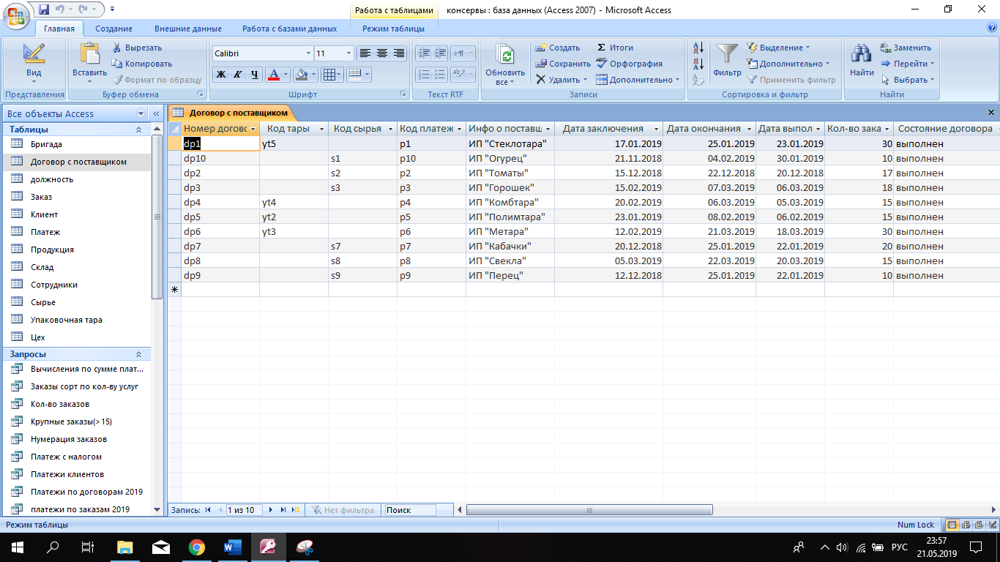 Работа с таблицами консервы : база данных (Access 2007) - Microsoft Access
Главная Создание Внешние данные Работа с базами данных Режим таблицы
Вид
Представления
Вставить
Вырезать
Копировать
Формат по образцу
Буфер обмена
Calibri 11
Ж К Ч
Шрифт
Текст RTF
Обновить все
Создать
Сохранить
Удалить
Итоги
Орфография
Дополнительно
Записи
Фильтр
Выделение
Дополнительно
Применить фильтр
Сортировка и фильтр
Найти
Заменить
Перейти
Выбрать
Найти
Все объекты Access
Таблицы
Бригада
Договор с поставщиком
должность
Заказ
Клиент
Платеж
Продукция
Склад
Сотрудники
Сырье
Упаковочная тара
Цех
Запросы
Вычисления по сумме плат...
Заказы сорт по кол-ву услуг
Кол-во заказов
Крупные заказы(>15)
Нумерация заказов
Платеж с налогом
Платежи клиентов
Платежи по договорам 2019
платежи по заказам 2019
Договор с поставщиком
Номер догово Код тары Код сырья Код платеж Инфо о поставщ Дата заключения Дата окончания Дата выпол Кол-во зака Состояние договора
dp1 yt5 p1 ИП "Стеклотара" 17.01.2019 25.01.2019 23.01.2019 30 выполнен
dp10 s1 p10 ИП "Огурец" 21.11.2018 04.02.2019 30.01.2019 10 выполнен
dp2 s2 p2 ИП "Томаты" 15.12.2018 22.12.2018 20.12.2018 17 выполнен
dp3 s3 p3 ИП "Горошек" 15.02.2019 07.03.2019 06.03.2019 18 выполнен
dp4 yt4 p4 ИП "Комбтара" 20.02.2019 06.03.2019 05.03.2019 15 выполнен
dp5 yt2 p5 ИП "Полимтара" 23.01.2019 08.02.2019 06.02.2019 15 выполнен
dp6 yt3 p6 ИП "Метара" 12.02.2019 21.03.2019 18.03.2019 30 выполнен
dp7 s7 p7 ИП "Кабачки" 20.12.2018 25.01.2019 22.01.2019 20 выполнен
dp8 s8 p8 ИП "Свекла" 05.03.2019 22.03.2019 20.03.2019 15 выполнен
dp9 s9 p9 ИП "Перец" 12.12.2018 25.01.2019 22.01.2019 10 выполнен
Запись: 1 из 10 Нет фильтра Поиск
Режим таблицы Num Lock
РУС 23:57
21.05.2019